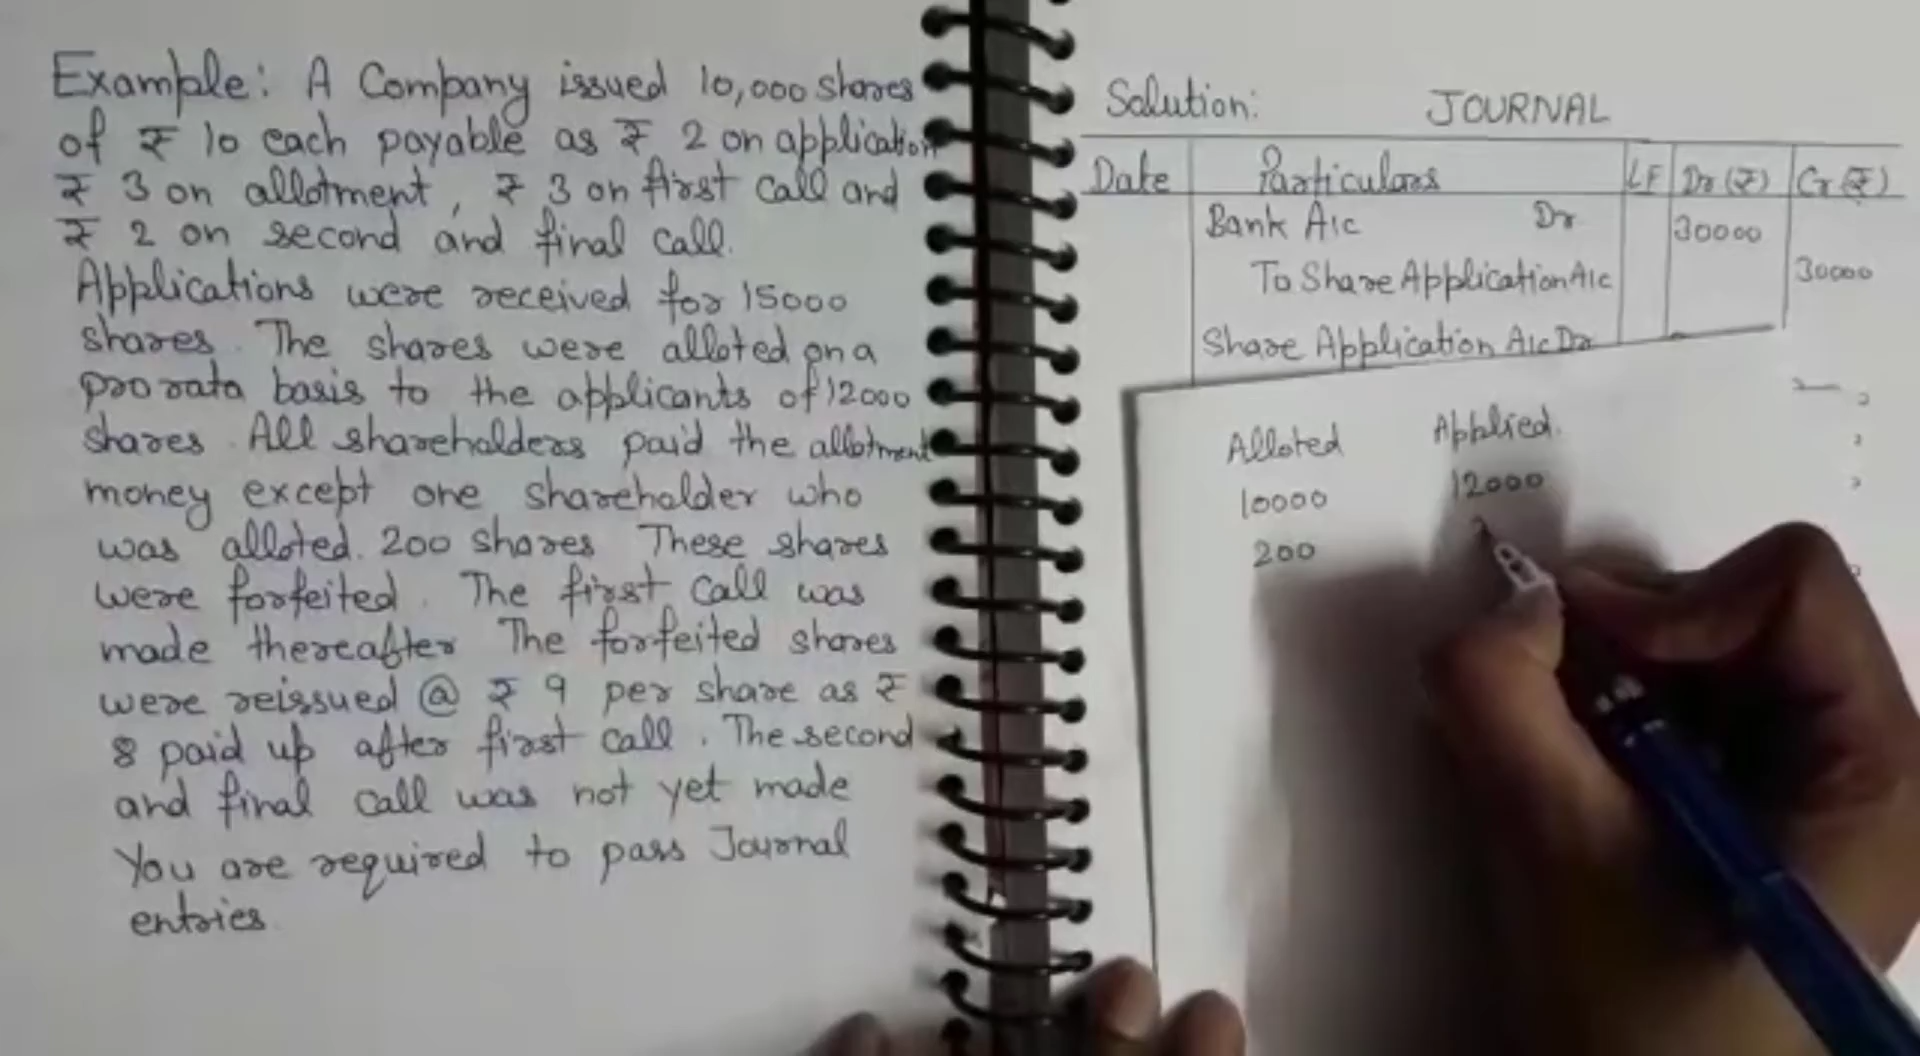 Example: A Company issued 10,000 shares
of ₹ 10 each payable as ₹ 2 on application
₹ 3 on allotment, ₹ 3 on first call and
₹ 2 on second and final call.
Applications were received for 15000
shares. The shares were alloted on a
pro rata basis to the applicants of 12000
shares. All shareholders paid the allotment
money except one shareholder who
was alloted 200 shares These shares
were forfeited. The first call was
made thereafter The forfeited shares
were reissued @ ₹ 9 per share as ₹
8 paid up after first call. The second
and final call was not yet made
You are required to pass Journal
entries.
Solution: JOURNAL
Date Particulars LF Dr (₹) Cr (₹)
Bank A/c Dr 30000
To Share Application A/c 30000
Share Application A/c Dr
Alloted Applied.
10000 12000
200 ?